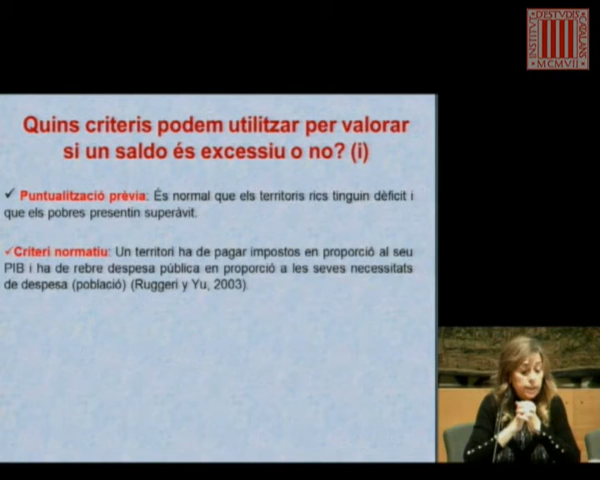 INSTITVT
D'ESTVDIS
CATALANS
MCMVII
Quins criteris podem utilitzar per valorar
si un saldo és excessiu o no? (i)
✓ Puntualització prèvia: És normal que els territoris rics tinguin dèficit i
que els pobres presentin superàvit.
✓Criteri normatiu: Un territori ha de pagar impostos en proporció al seu
PIB i ha de rebre despesa pública en proporció a les seves necessitats
de despesa (població) (Ruggeri y Yu, 2003).